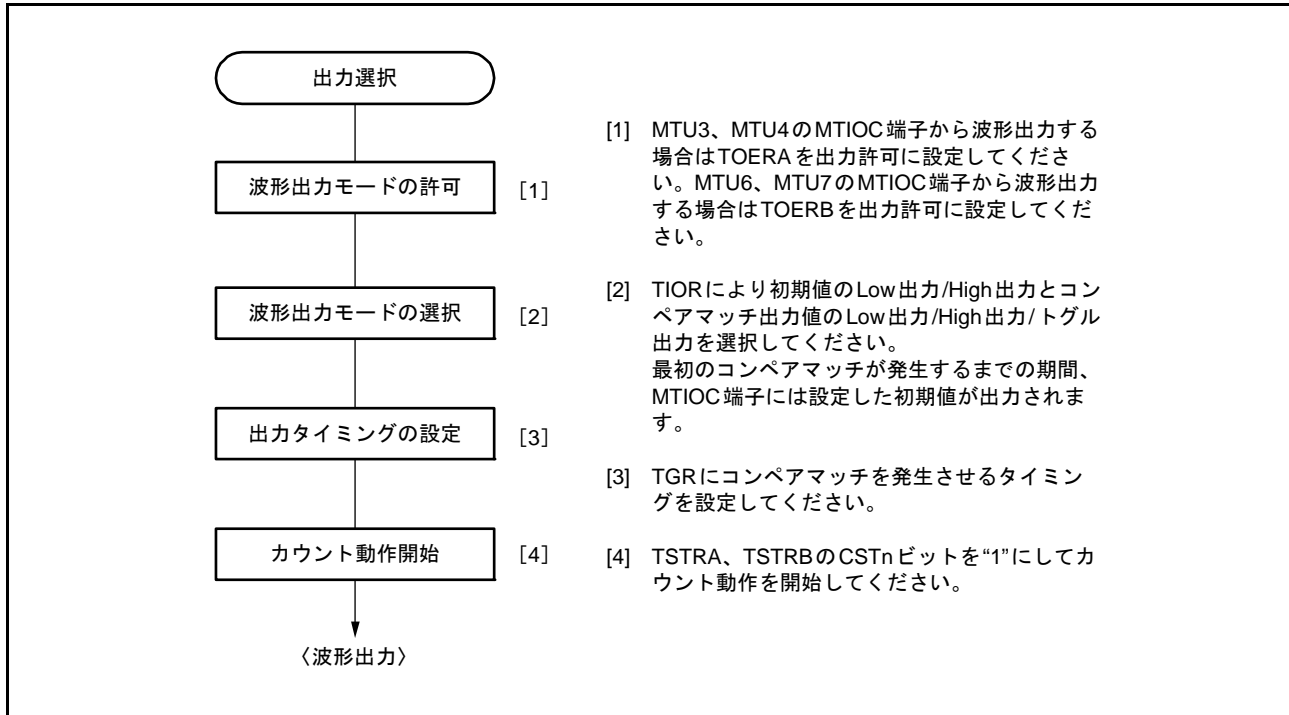 出力選択
波形出力モードの許可 [1]
波形出力モードの選択 [2]
出力タイミングの設定 [3]
カウント動作開始 [4]
〈波形出力〉
[1] MTU3、MTU4のMTIOC端子から波形出力する
場合はTOERAを出力許可に設定してくださ
い。MTU6、MTU7のMTIOC端子から波形出力
する場合はTOERBを出力許可に設定してくだ
さい。
[2] TIORにより初期値のLow出力/High出力とコン
ペアマッチ出力値のLow出力/High出力/トグル
出力を選択してください。
最初のコンペアマッチが発生するまでの期間、
MTIOC端子には設定した初期値が出力されま
す。
[3] TGRにコンペアマッチを発生させるタイミン
グを設定してください。
[4] TSTRA、TSTRBのCSTnビットを“1”にしてカ
ウント動作を開始してください。